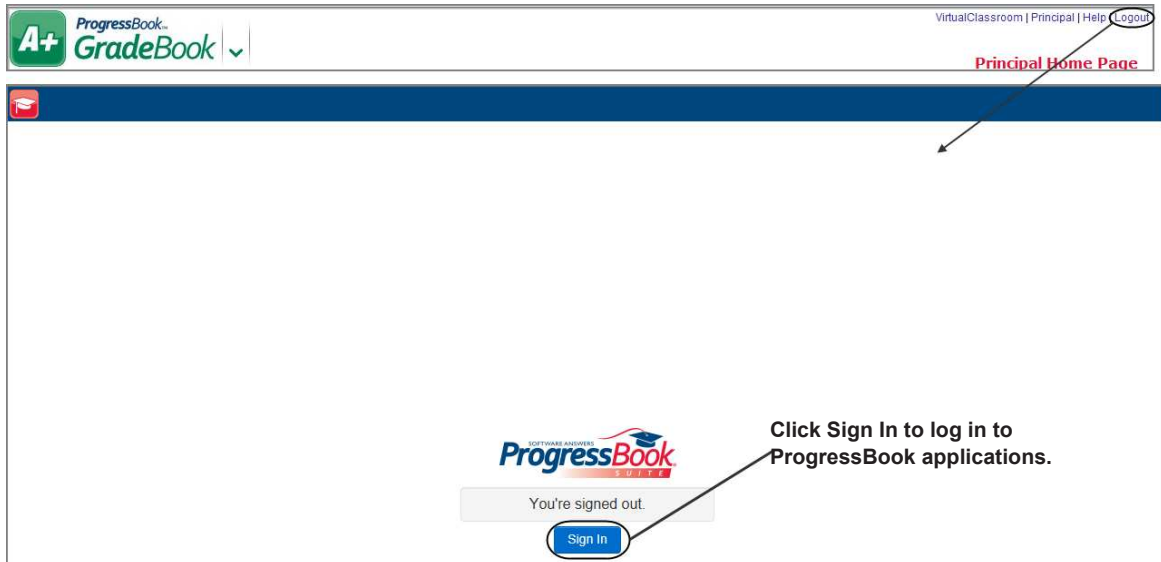 VirtualClassroom | Principal | Help | Logout
A+
ProgressBook
GradeBook
Principal Home Page
SOFTWARE ANSWERS
ProgressBook
SUITE
Click Sign In to log in to
ProgressBook applications.
You're signed out.
Sign In